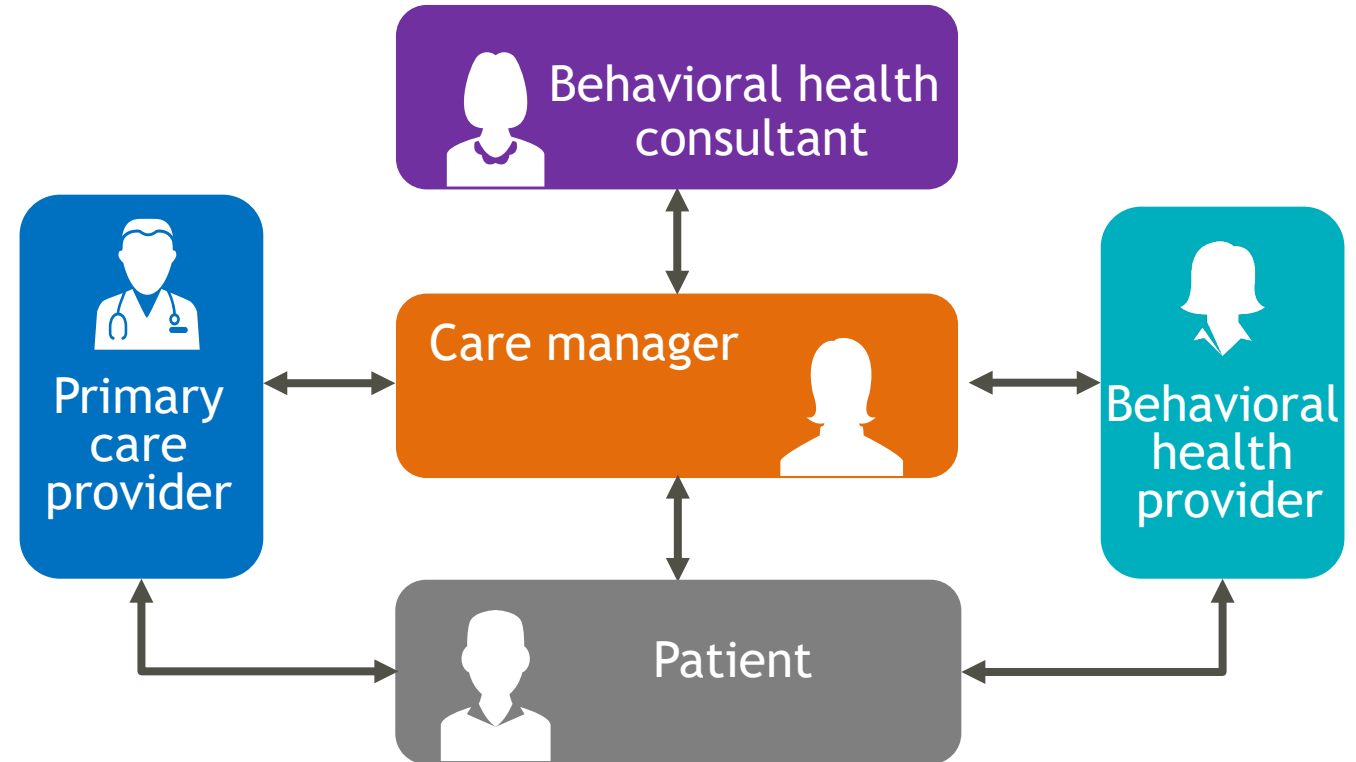 Behavioral health
consultant
Primary
care
provider
Care manager
Behavioral
health
provider
Patient